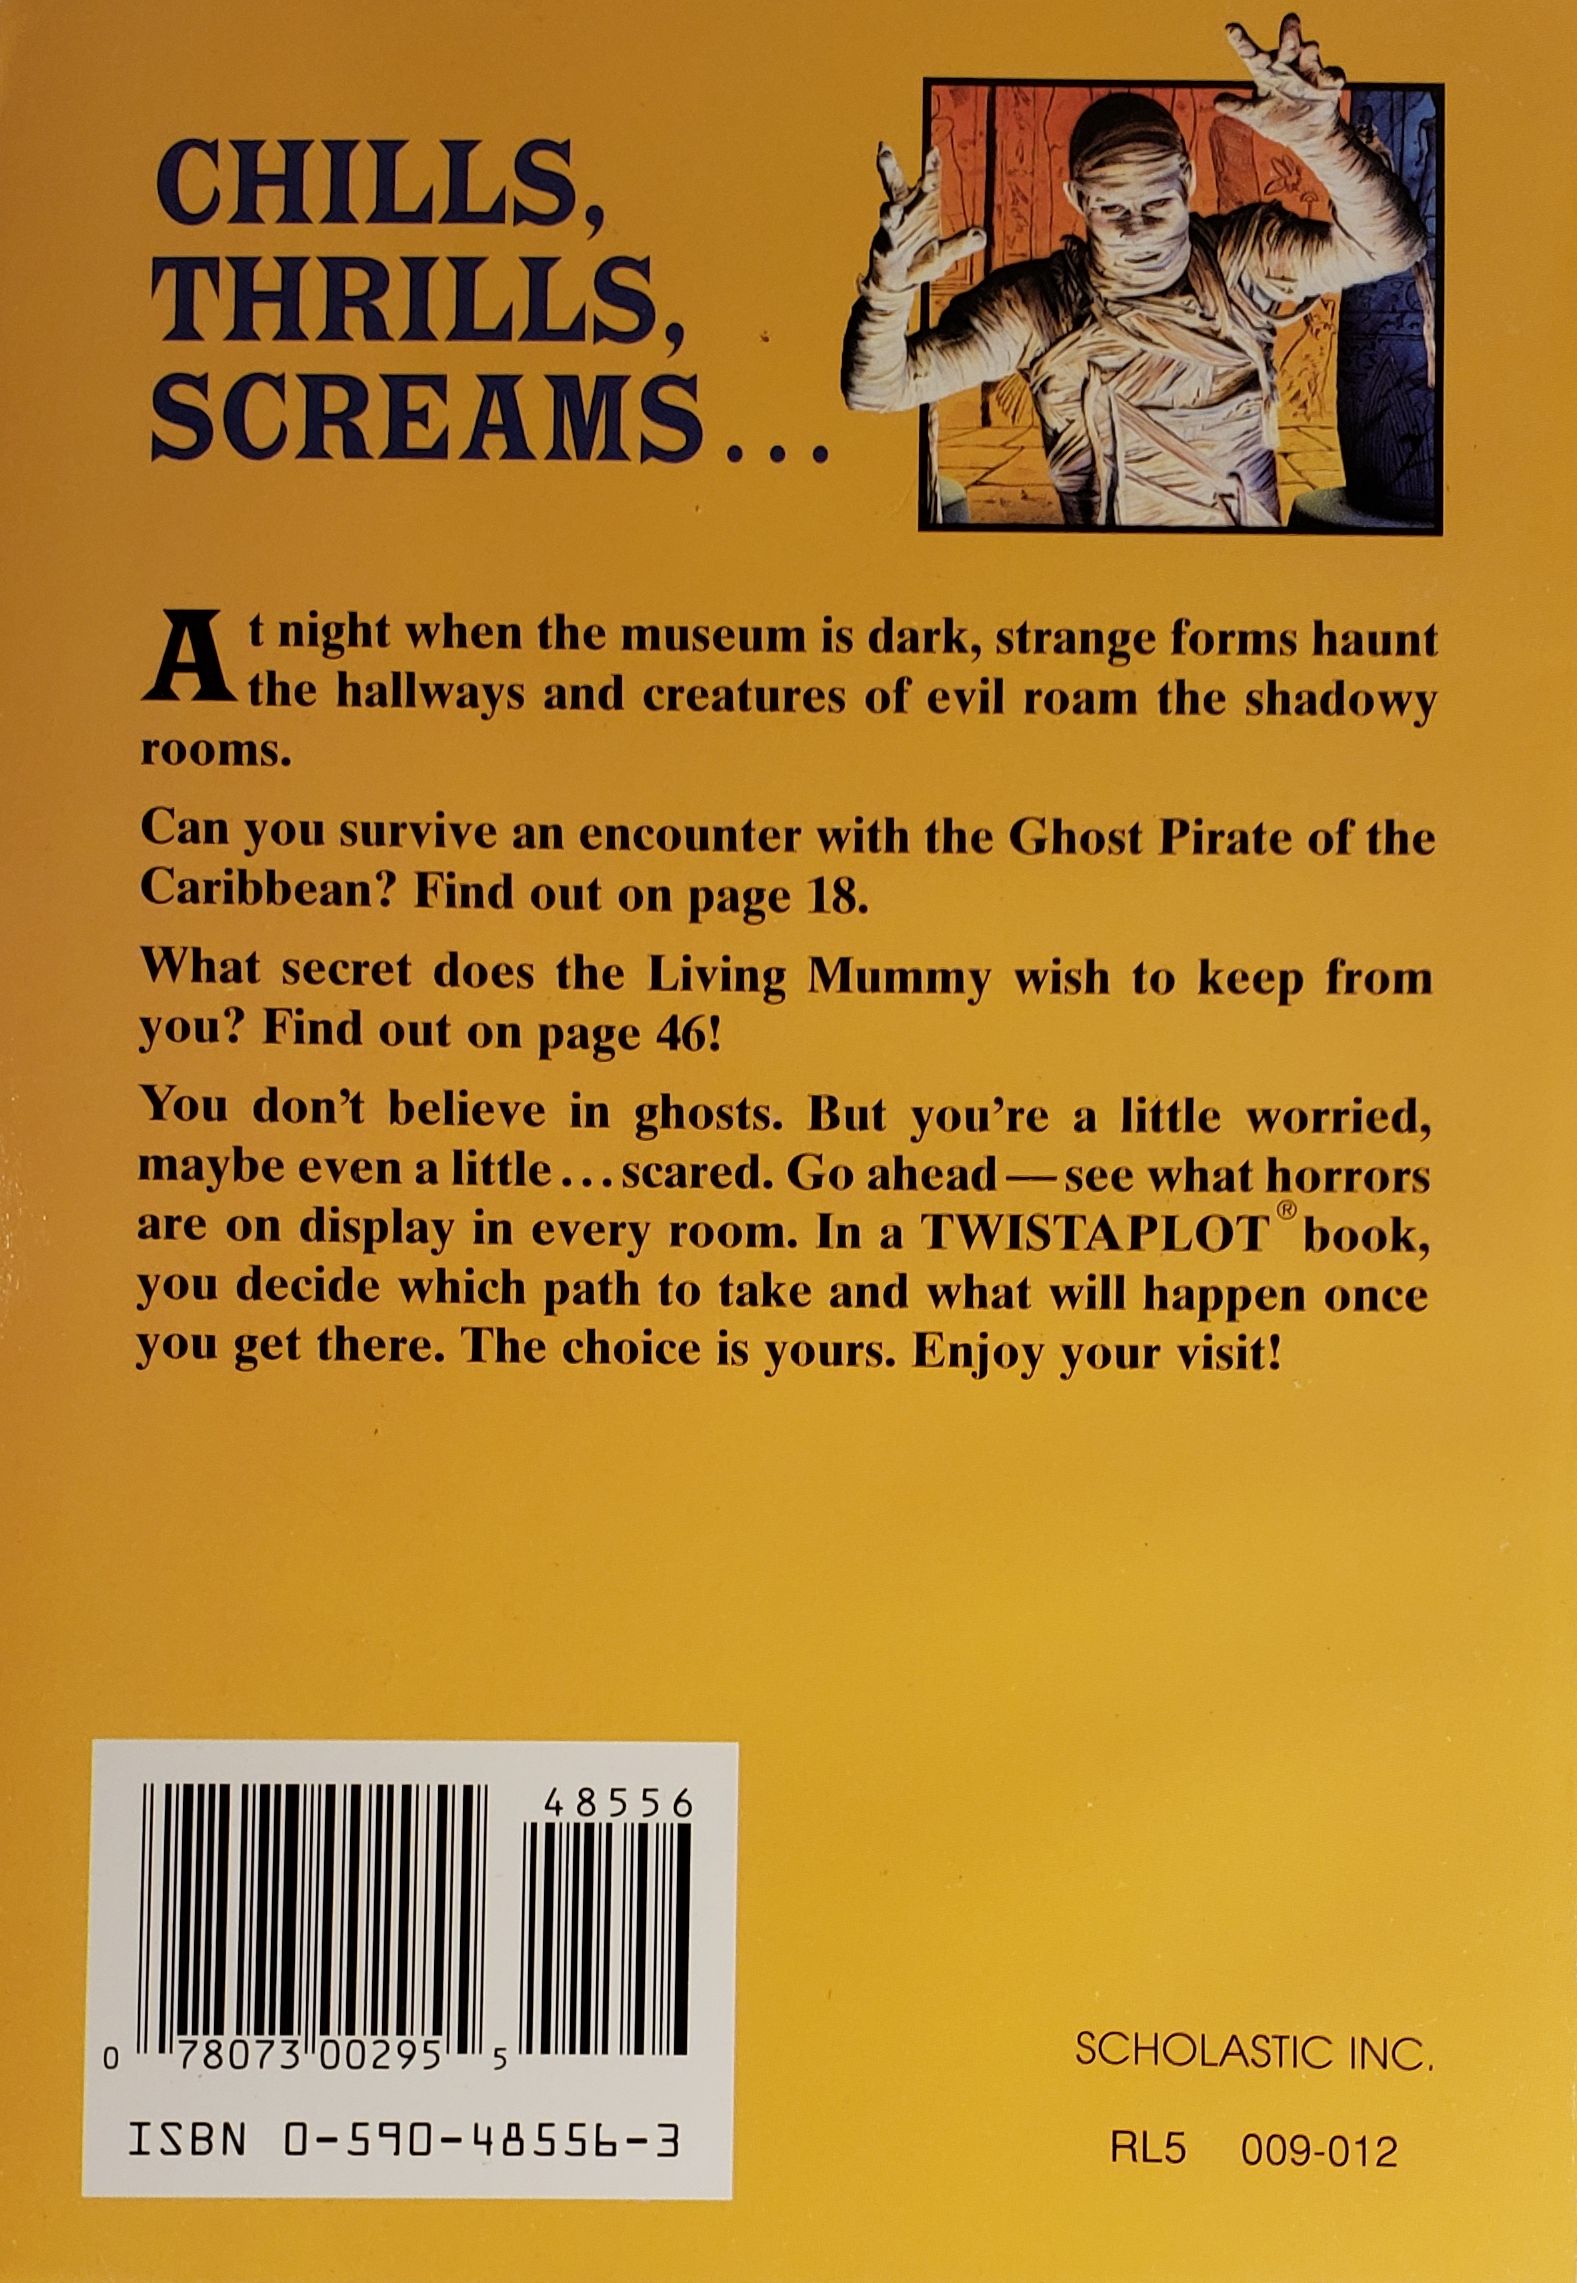 CHILLS,
THRILLS,
SCREAMS...
At night when the museum is dark, strange forms haunt
the hallways and creatures of evil roam the shadowy
rooms.
Can you survive an encounter with the Ghost Pirate of the
Caribbean? Find out on page 18.
What secret does the Living Mummy wish to keep from
you? Find out on page 46!
You don't believe in ghosts. But you're a little worried,
maybe even a little...scared. Go ahead—see what horrors
are on display in every room. In a TWISTAPLOT® book,
you decide which path to take and what will happen once
you get there. The choice is yours. Enjoy your visit!
48556
0 78073 00295 5
ISBN 0-590-48556-3
SCHOLASTIC INC.
RL5 009-012